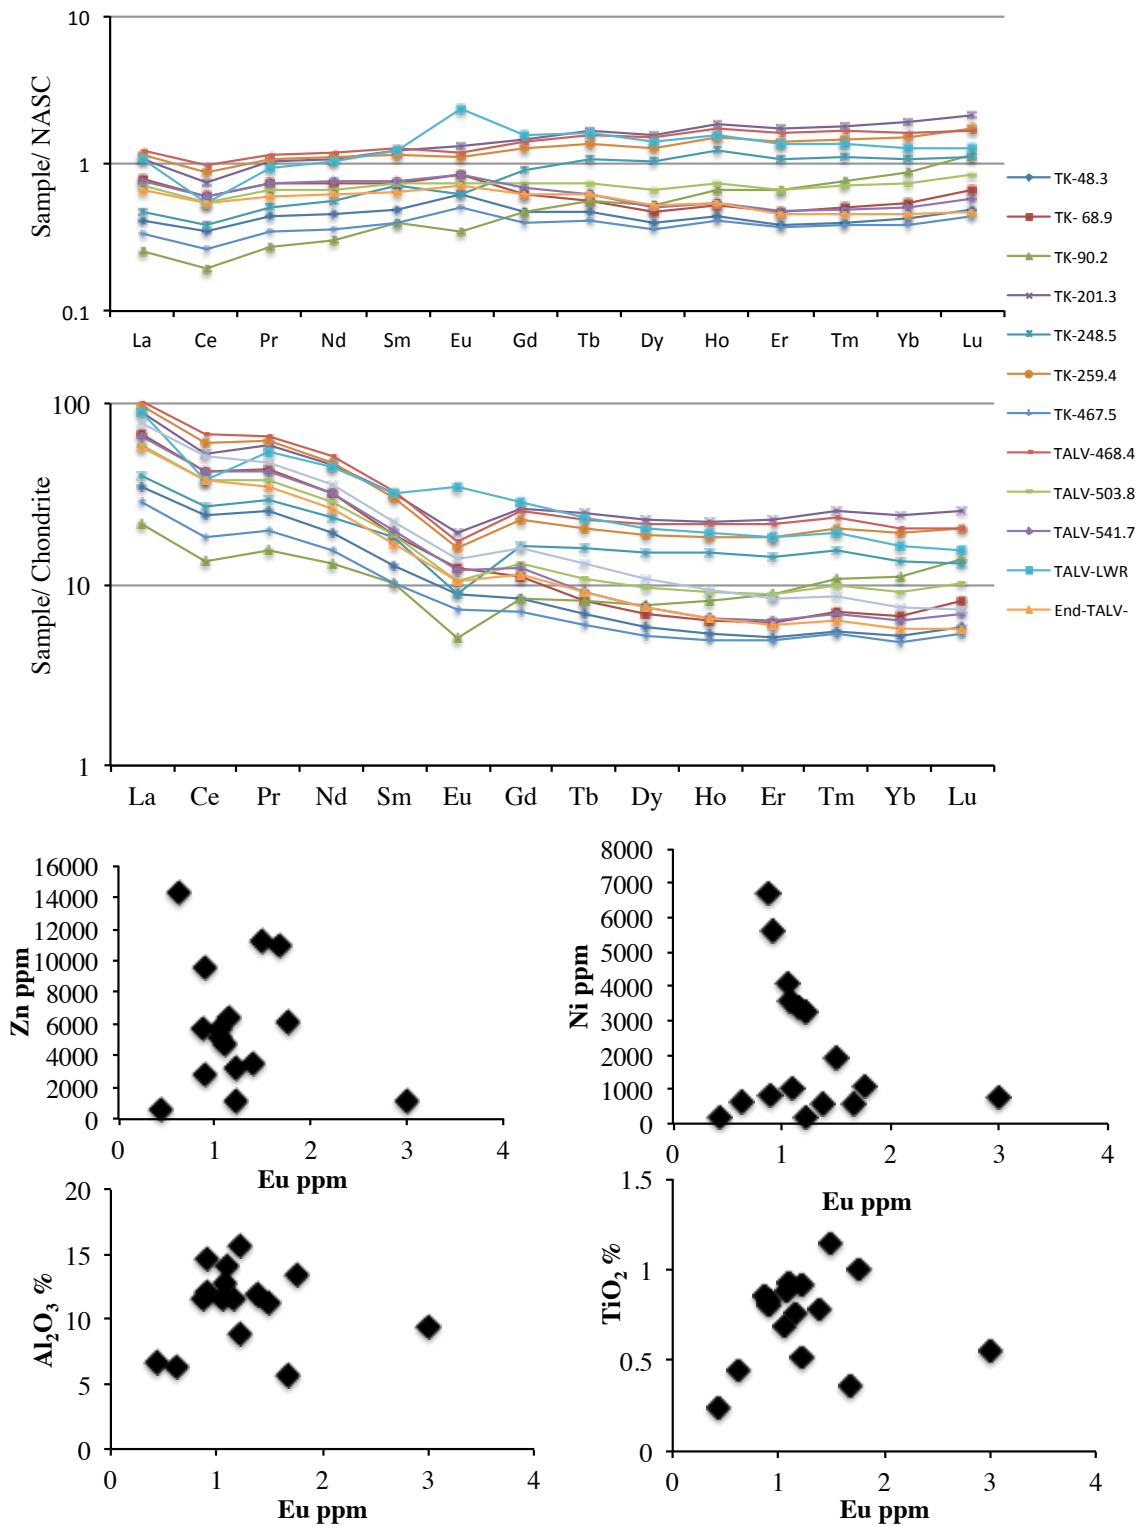 10
1
0.1
Sample/ NASC
La Ce Pr Nd Sm Eu Gd Tb Dy Ho Er Tm Yb Lu
TK-48.3
TK- 68.9
TK-90.2
TK-201.3
TK-248.5
TK-259.4
TK-467.5
TALV-468.4
TALV-503.8
TALV-541.7
TALV-LWR
End-TALV-
100
10
1
Sample/ Chondrite
La Ce Pr Nd Sm Eu Gd Tb Dy Ho Er Tm Yb Lu
16000
14000
12000
10000
8000
6000
4000
2000
0
Zn ppm
0 1 2 3 4
Eu ppm
8000
7000
6000
5000
4000
3000
2000
1000
0
Ni ppm
0 1 2 3 4
Eu ppm
20
15
10
5
0
Al₂O₃ %
0 1 2 3 4
Eu ppm
1.5
1
0.5
0
TiO₂ %
0 1 2 3 4
Eu ppm